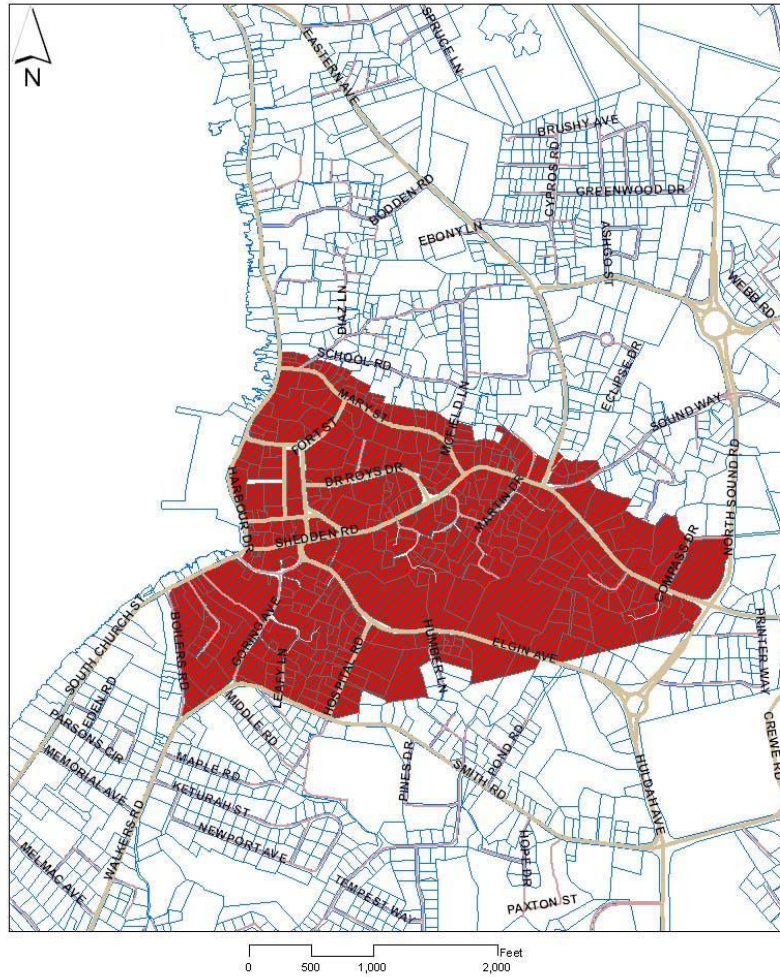 N
SPRUCE LN
EASTERN AVE
BRUSHY AVE
CYPROS RD
GREENWOOD DR
BODDEN RD
EBONY LN
ASHGO ST
WEBB RD
DIAZ LN
SCHOOL RD
ECLIPSE DR
MARY ST
MCFIELD LN
SOUND WAY
FORT ST
DR ROYS DR
HARBOUR DR
MARTIN DR
NORTH SOUND RD
SHEDDEN RD
COMPASS DR
SOUTH CHURCH ST
BOILERS RD
GORING AVE
LEAFY LN
HOSPITAL RD
HUMBER LN
ELGIN AVE
PRINTER WAY
EDEN RD
PARSONS CIR
MIDDLE RD
MEMORIAL AVE
MAPLE RD
PINES DR
POND RD
SMITH RD
HULDAH AVE
CREWE RD
KETURAH ST
NEWPORT AVE
WALKERS RD
MELMAC AVE
HOPE DR
TEMPEST WAY
PAXTON ST
Feet
0 500 1,000 2,000